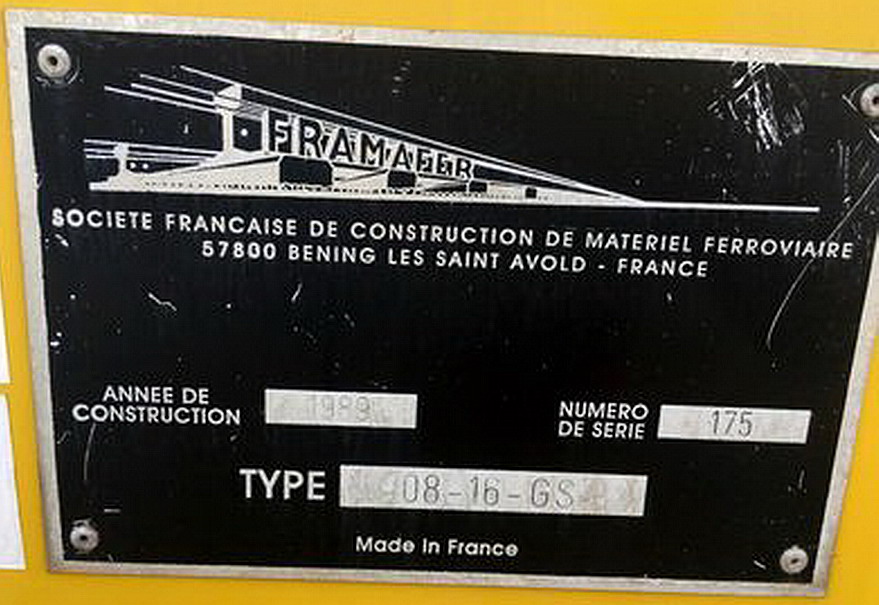 FRAMAFER
SOCIETE FRANCAISE DE CONSTRUCTION DE MATERIEL FERROVIAIRE
57800 BENING LES SAINT AVOLD - FRANCE
ANNEE DE
CONSTRUCTION
1989
NUMERO
DE SERIE
175
TYPE
08-16-GS
Made In France